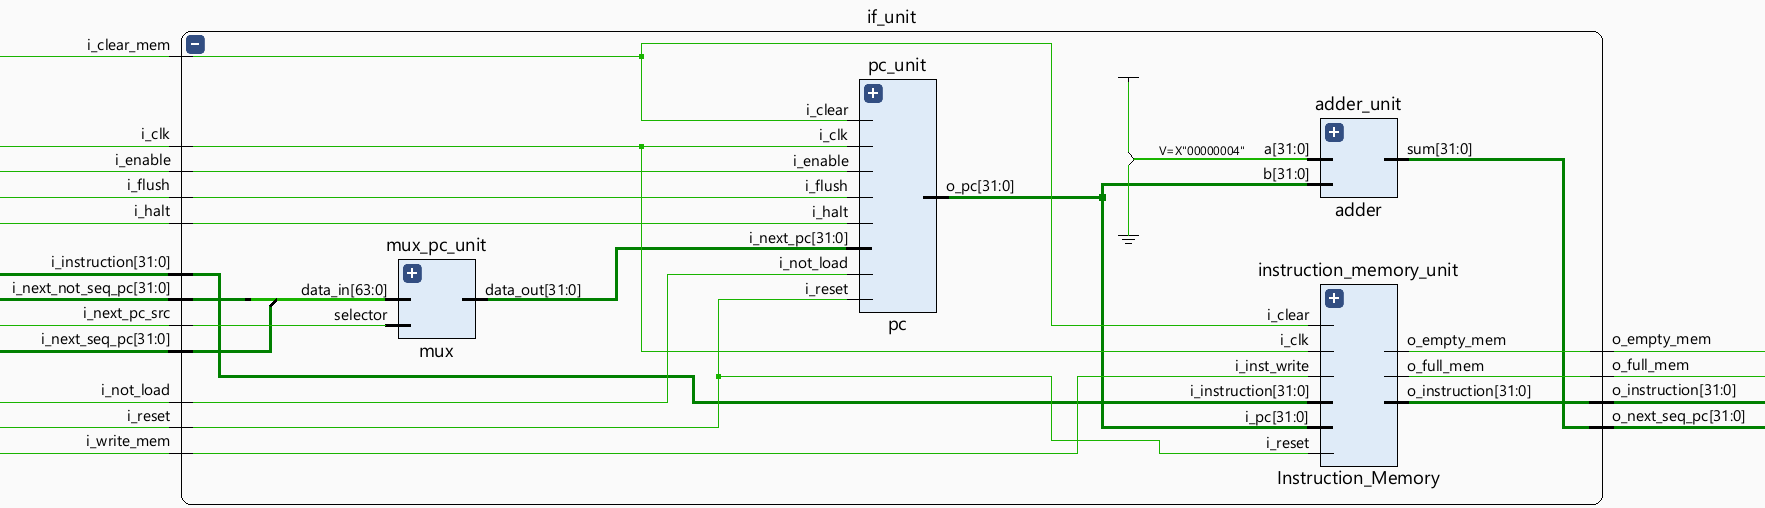 if_unit
i_clear_mem
i_clk
i_enable
i_flush
i_halt
i_instruction[31:0]
i_next_not_seq_pc[31:0]
i_next_pc_src
i_next_seq_pc[31:0]
i_not_load
i_reset
i_write_mem
mux_pc_unit
data_in[63:0]
selector
data_out[31:0]
mux
pc_unit
i_clear
i_clk
i_enable
i_flush
i_halt
i_next_pc[31:0]
i_not_load
i_reset
o_pc[31:0]
pc
adder_unit
V=X"00000004"
a[31:0]
b[31:0]
sum[31:0]
adder
instruction_memory_unit
i_clear
i_clk
i_inst_write
i_instruction[31:0]
i_pc[31:0]
i_reset
o_empty_mem
o_full_mem
o_instruction[31:0]
Instruction_Memory
o_empty_mem
o_full_mem
o_instruction[31:0]
o_next_seq_pc[31:0]